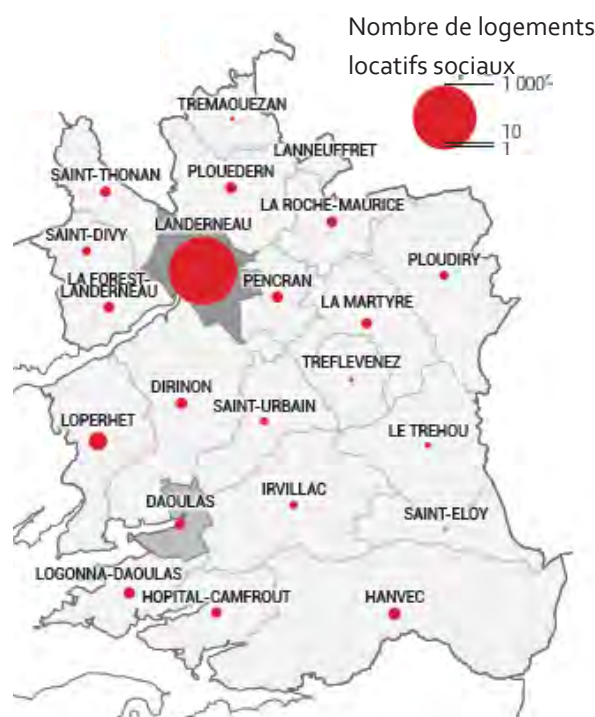 Nombre de logements
locatifs sociaux
1 000
10
1
TREMAOUEZAN
LANNEUFFRET
SAINT-THONAN
PLOUEDERN
LA ROCHE-MAURICE
LANDERNEAU
SAINT-DIVY
PLOUDIRY
LA FOREST-
LANDERNEAU
PENCRAN
LA MARTYRE
TREFLEVENEZ
DIRINON
SAINT-URBAIN
LOPERHET
LE TREHOU
IRVILLAC
DAOULAS
SAINT-ELOY
LOGONNA-DAOULAS
HOPITAL-CAMFROUT
HANVEC